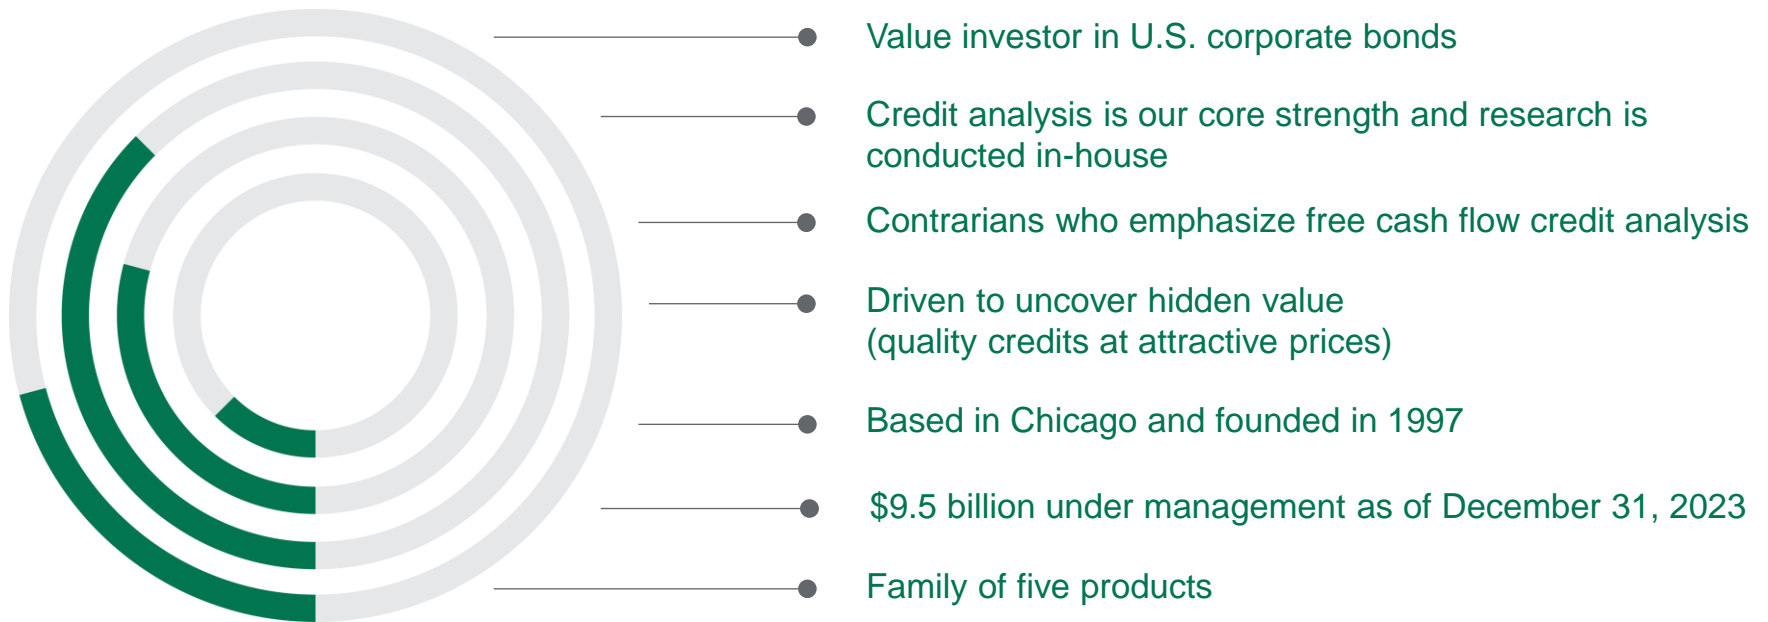 Value investor in U.S. corporate bonds
Credit analysis is our core strength and research is
conducted in-house
Contrarians who emphasize free cash flow credit analysis
Driven to uncover hidden value
(quality credits at attractive prices)
Based in Chicago and founded in 1997
$9.5 billion under management as of December 31, 2023
Family of five products